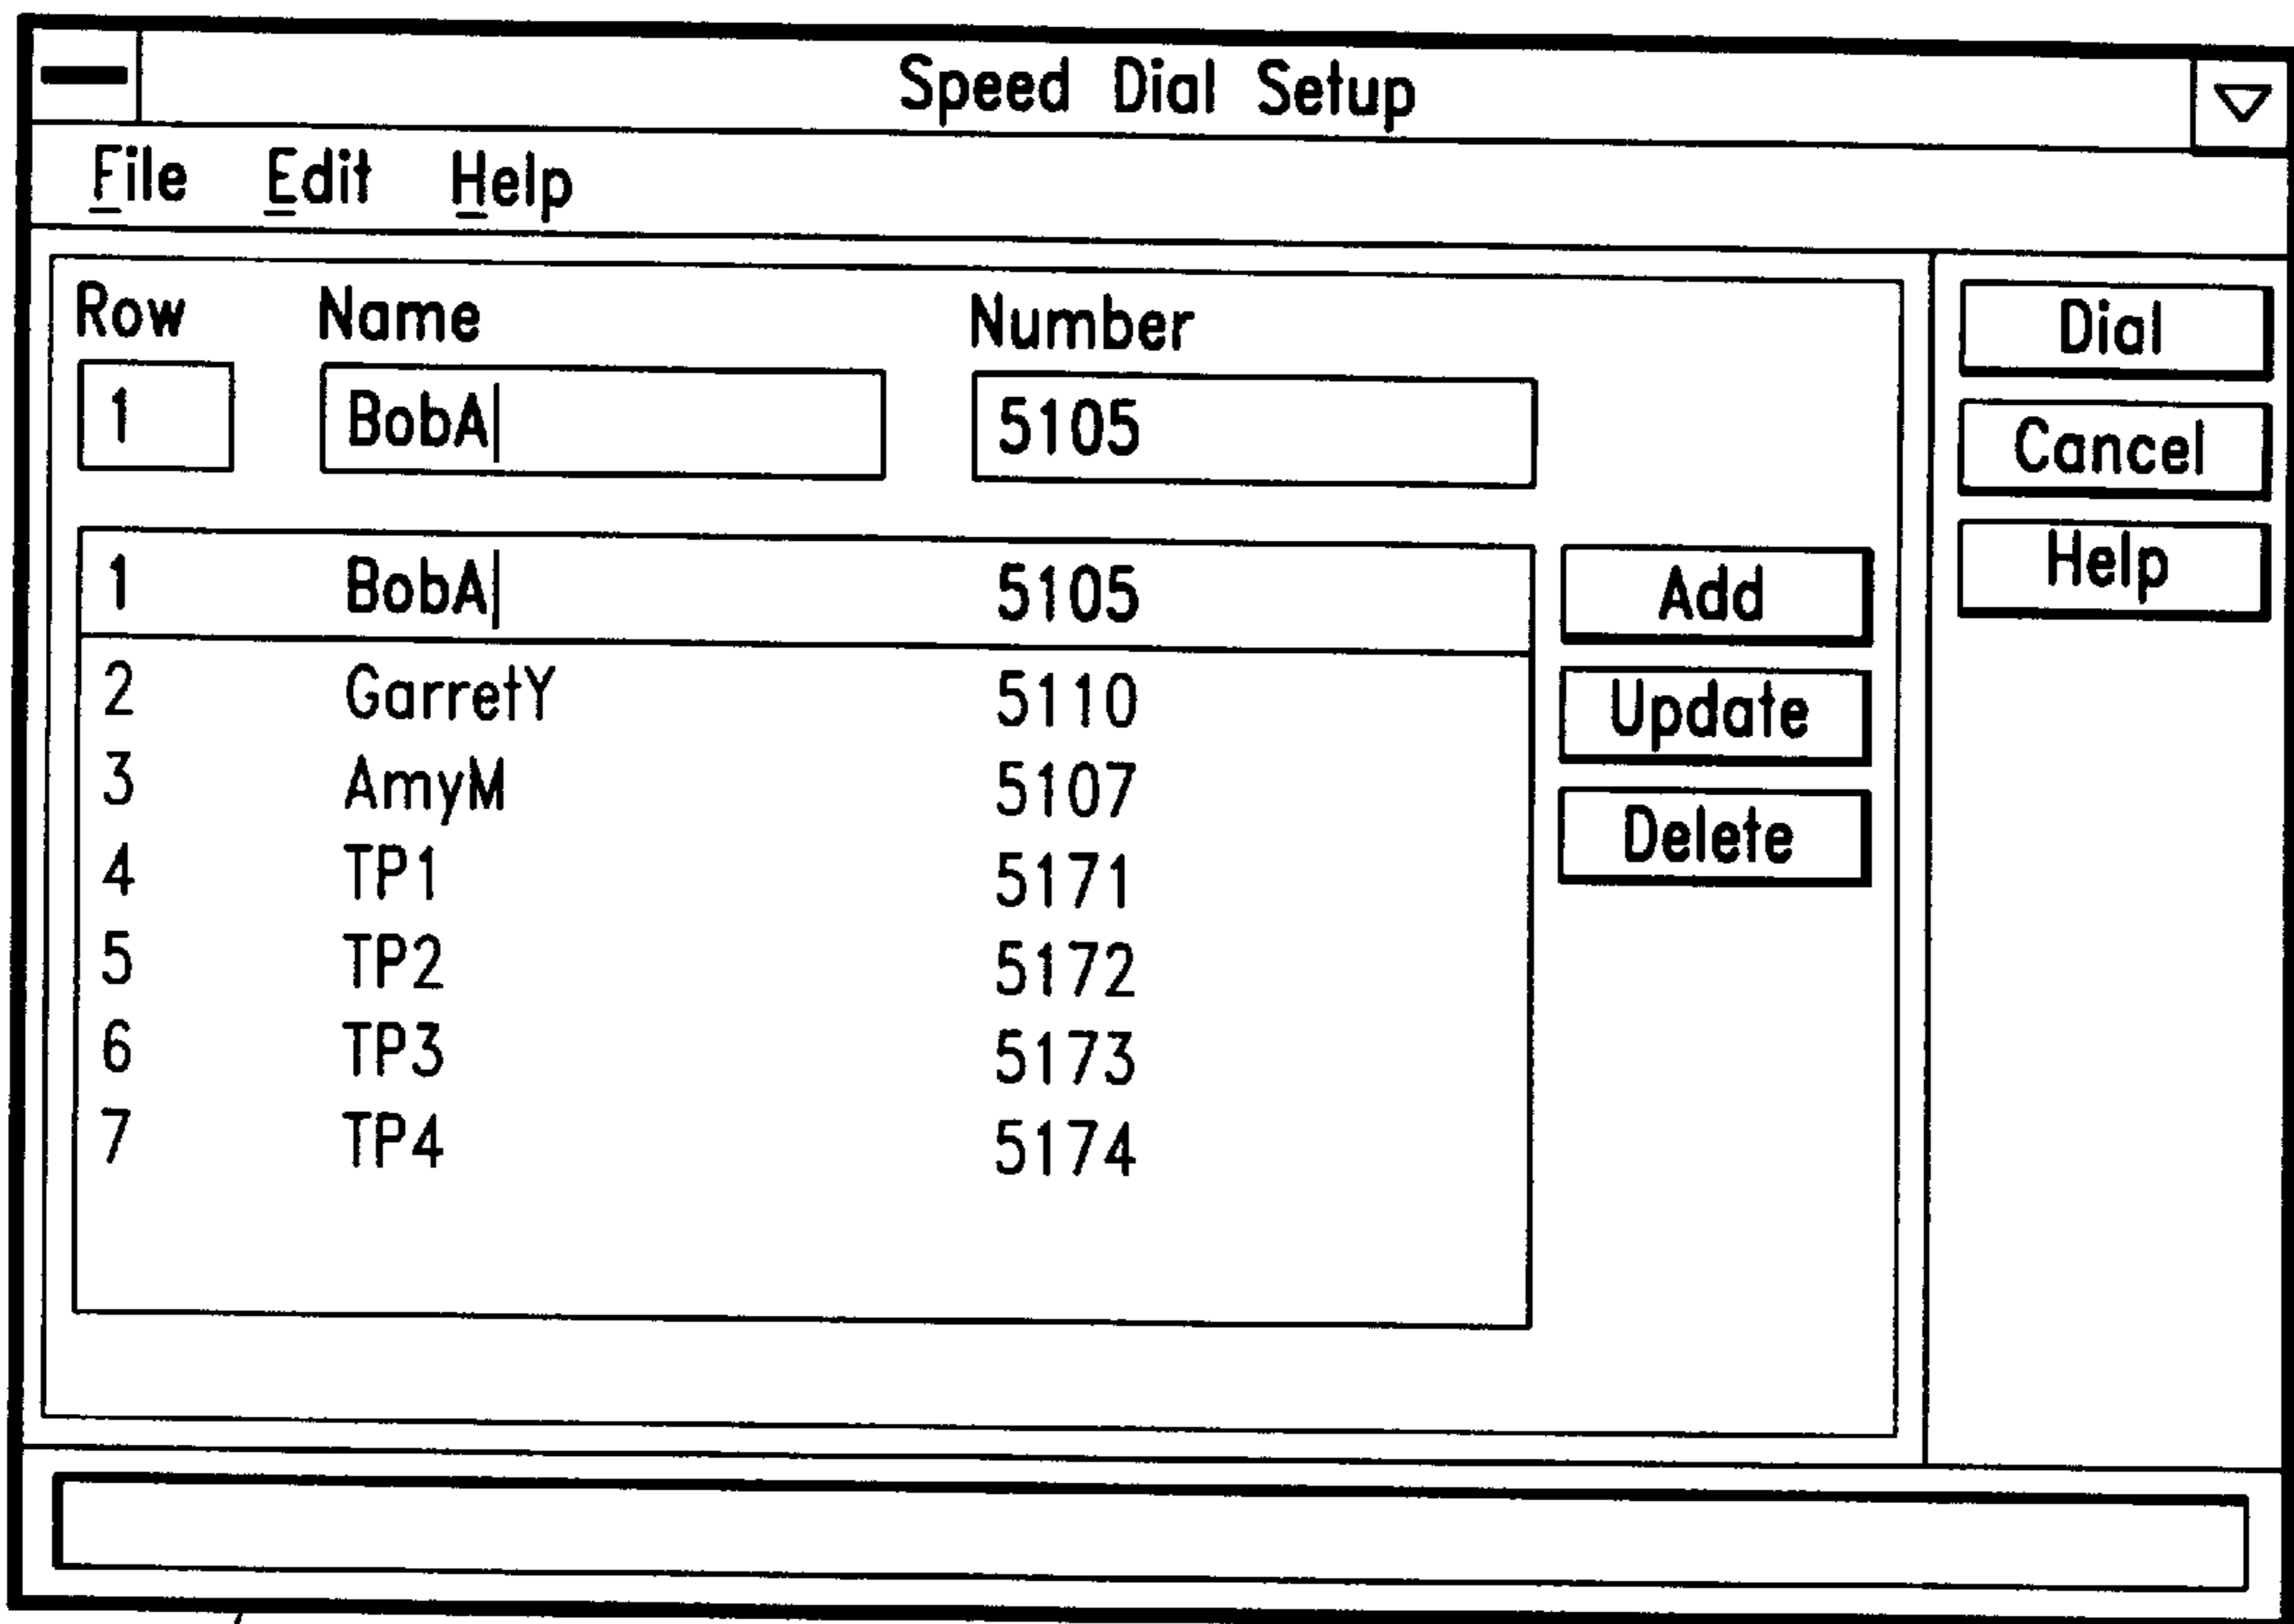 Speed Dial Setup
File Edit Help
Row Name Number
1 BobA 5105
1 BobA 5105
2 GarretY 5110
3 AmyM 5107
4 TP1 5171
5 TP2 5172
6 TP3 5173
7 TP4 5174
Add
Update
Delete
Dial
Cancel
Help